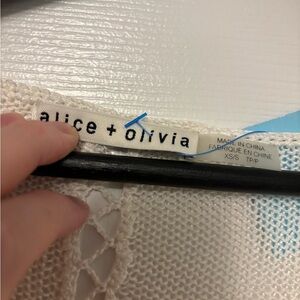 alice + olivia
MADE IN CHINA
FABRIQUÉ EN CHINE
XS/S TP/P